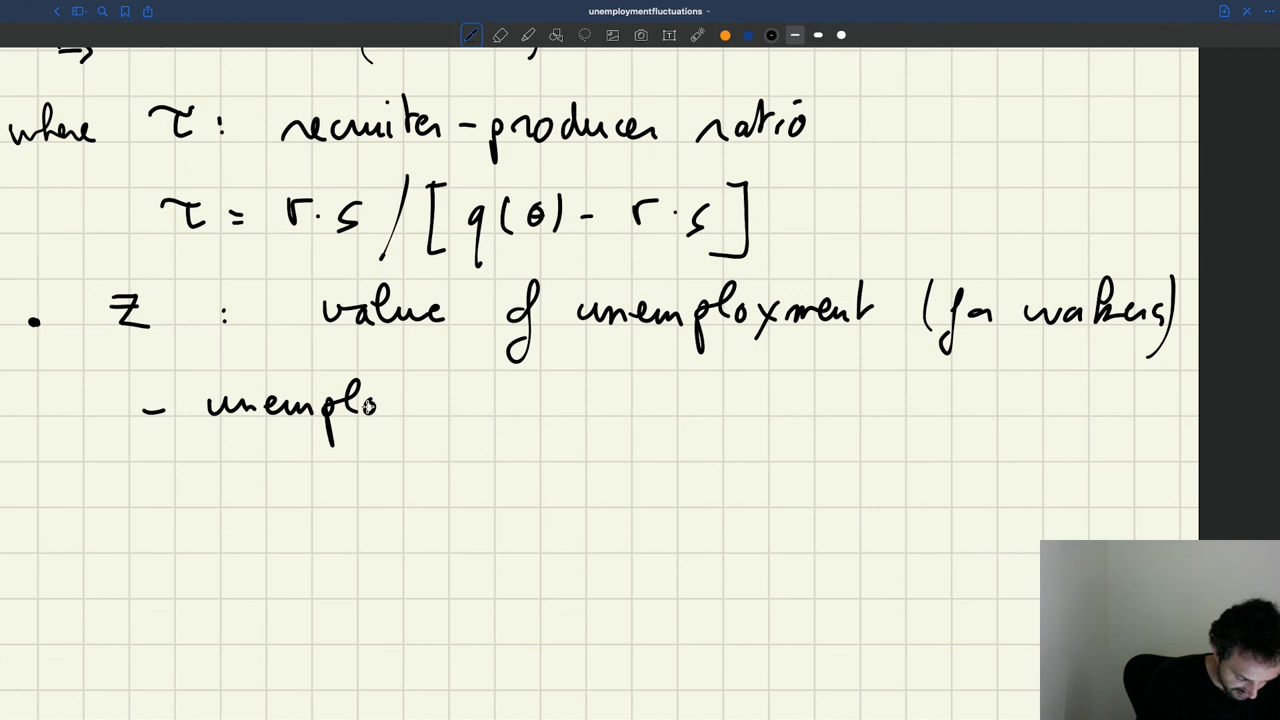 unemploymentfluctuations
where τ: recruiter-producer ratio
τ = r.s / [q(θ) - r.s]
. Z : value of unemployment (for workers)
- unemplo